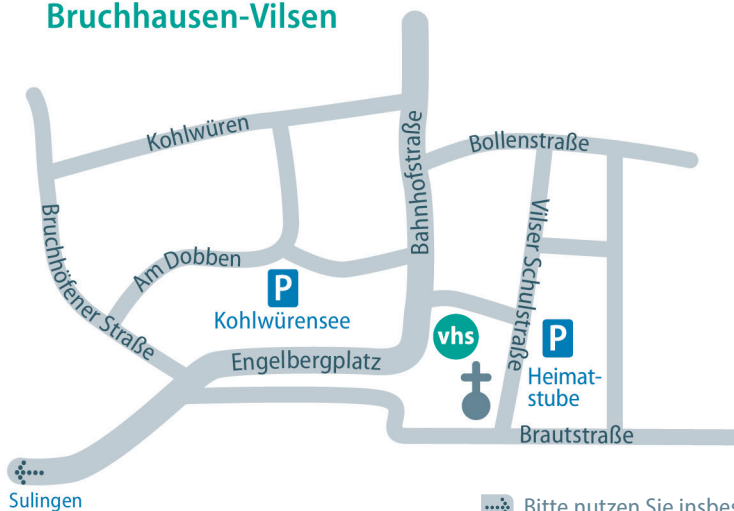 Bruchhausen-Vilsen
Kohlwüren
Bahnhofstraße
Bollenstraße
Bruchhöfener Straße
Am Dobben
Vilser Schulstraße
P
Kohlwürensee
vhs
P
Heimat-
stube
Engelbergplatz
Brautstraße
Sulingen
Bitte nutzen Sie insbes